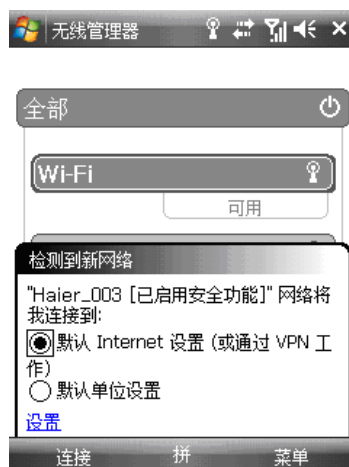 无线管理器
全部
Wi-Fi
可用
检测到新网络
"Haier_003 [已启用安全功能]" 网络将
我连接到:
默认 Internet 设置 (或通过 VPN 工
作)
默认单位设置
设置
连接 拼 菜单